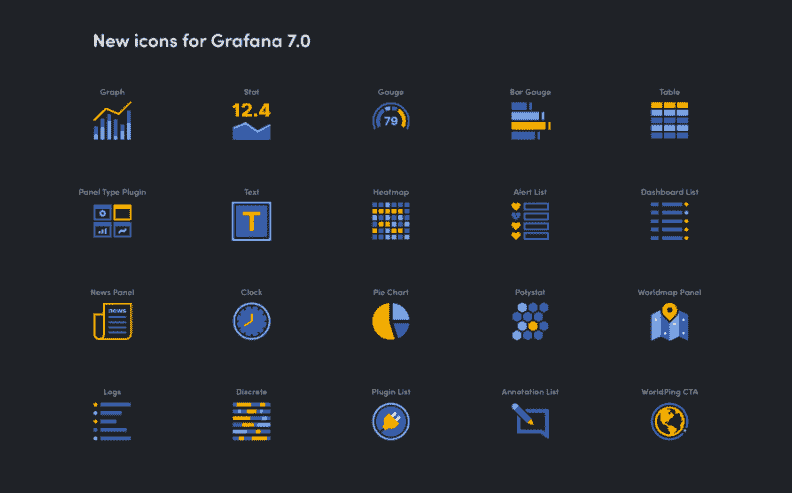 New icons for Grafana 7.0
Graph Stat Gauge Bar Gauge Table
12.4
79
Panel Type Plugin Text Heatmap Alert List Dashboard List
T
News Panel Clock Pie Chart Polystat Worldmap Panel
Logs Discrete Plugin List Annotation List WorldPing CTA